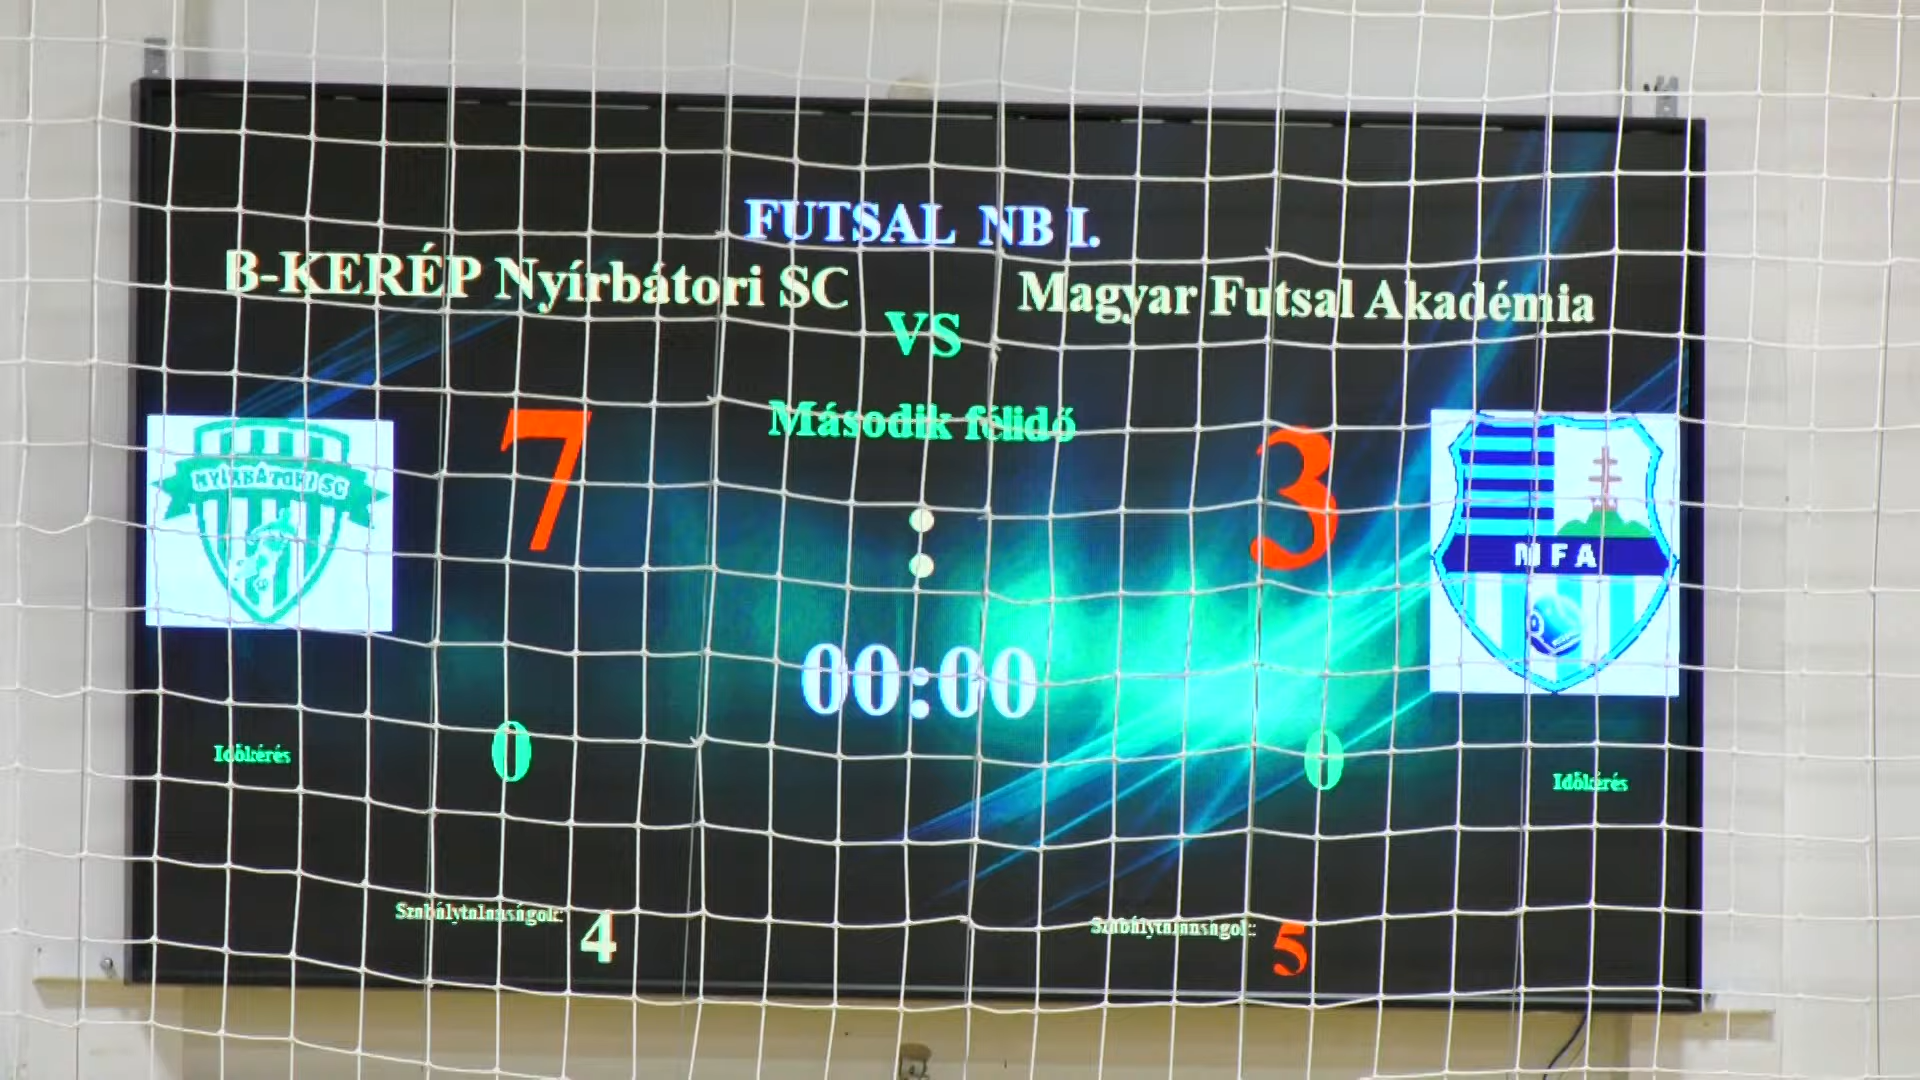 FUTSAL NB I.
B-KERÉP Nyírbátori SC
VS
Magyar Futsal Akadémia
Második félidő
7 : 3
NYÍRBÁTORI SC
MFA
00:00
Időkérés 0
0 Időkérés
Szabálytalanságok: 4
Szabálytalanságok: 5